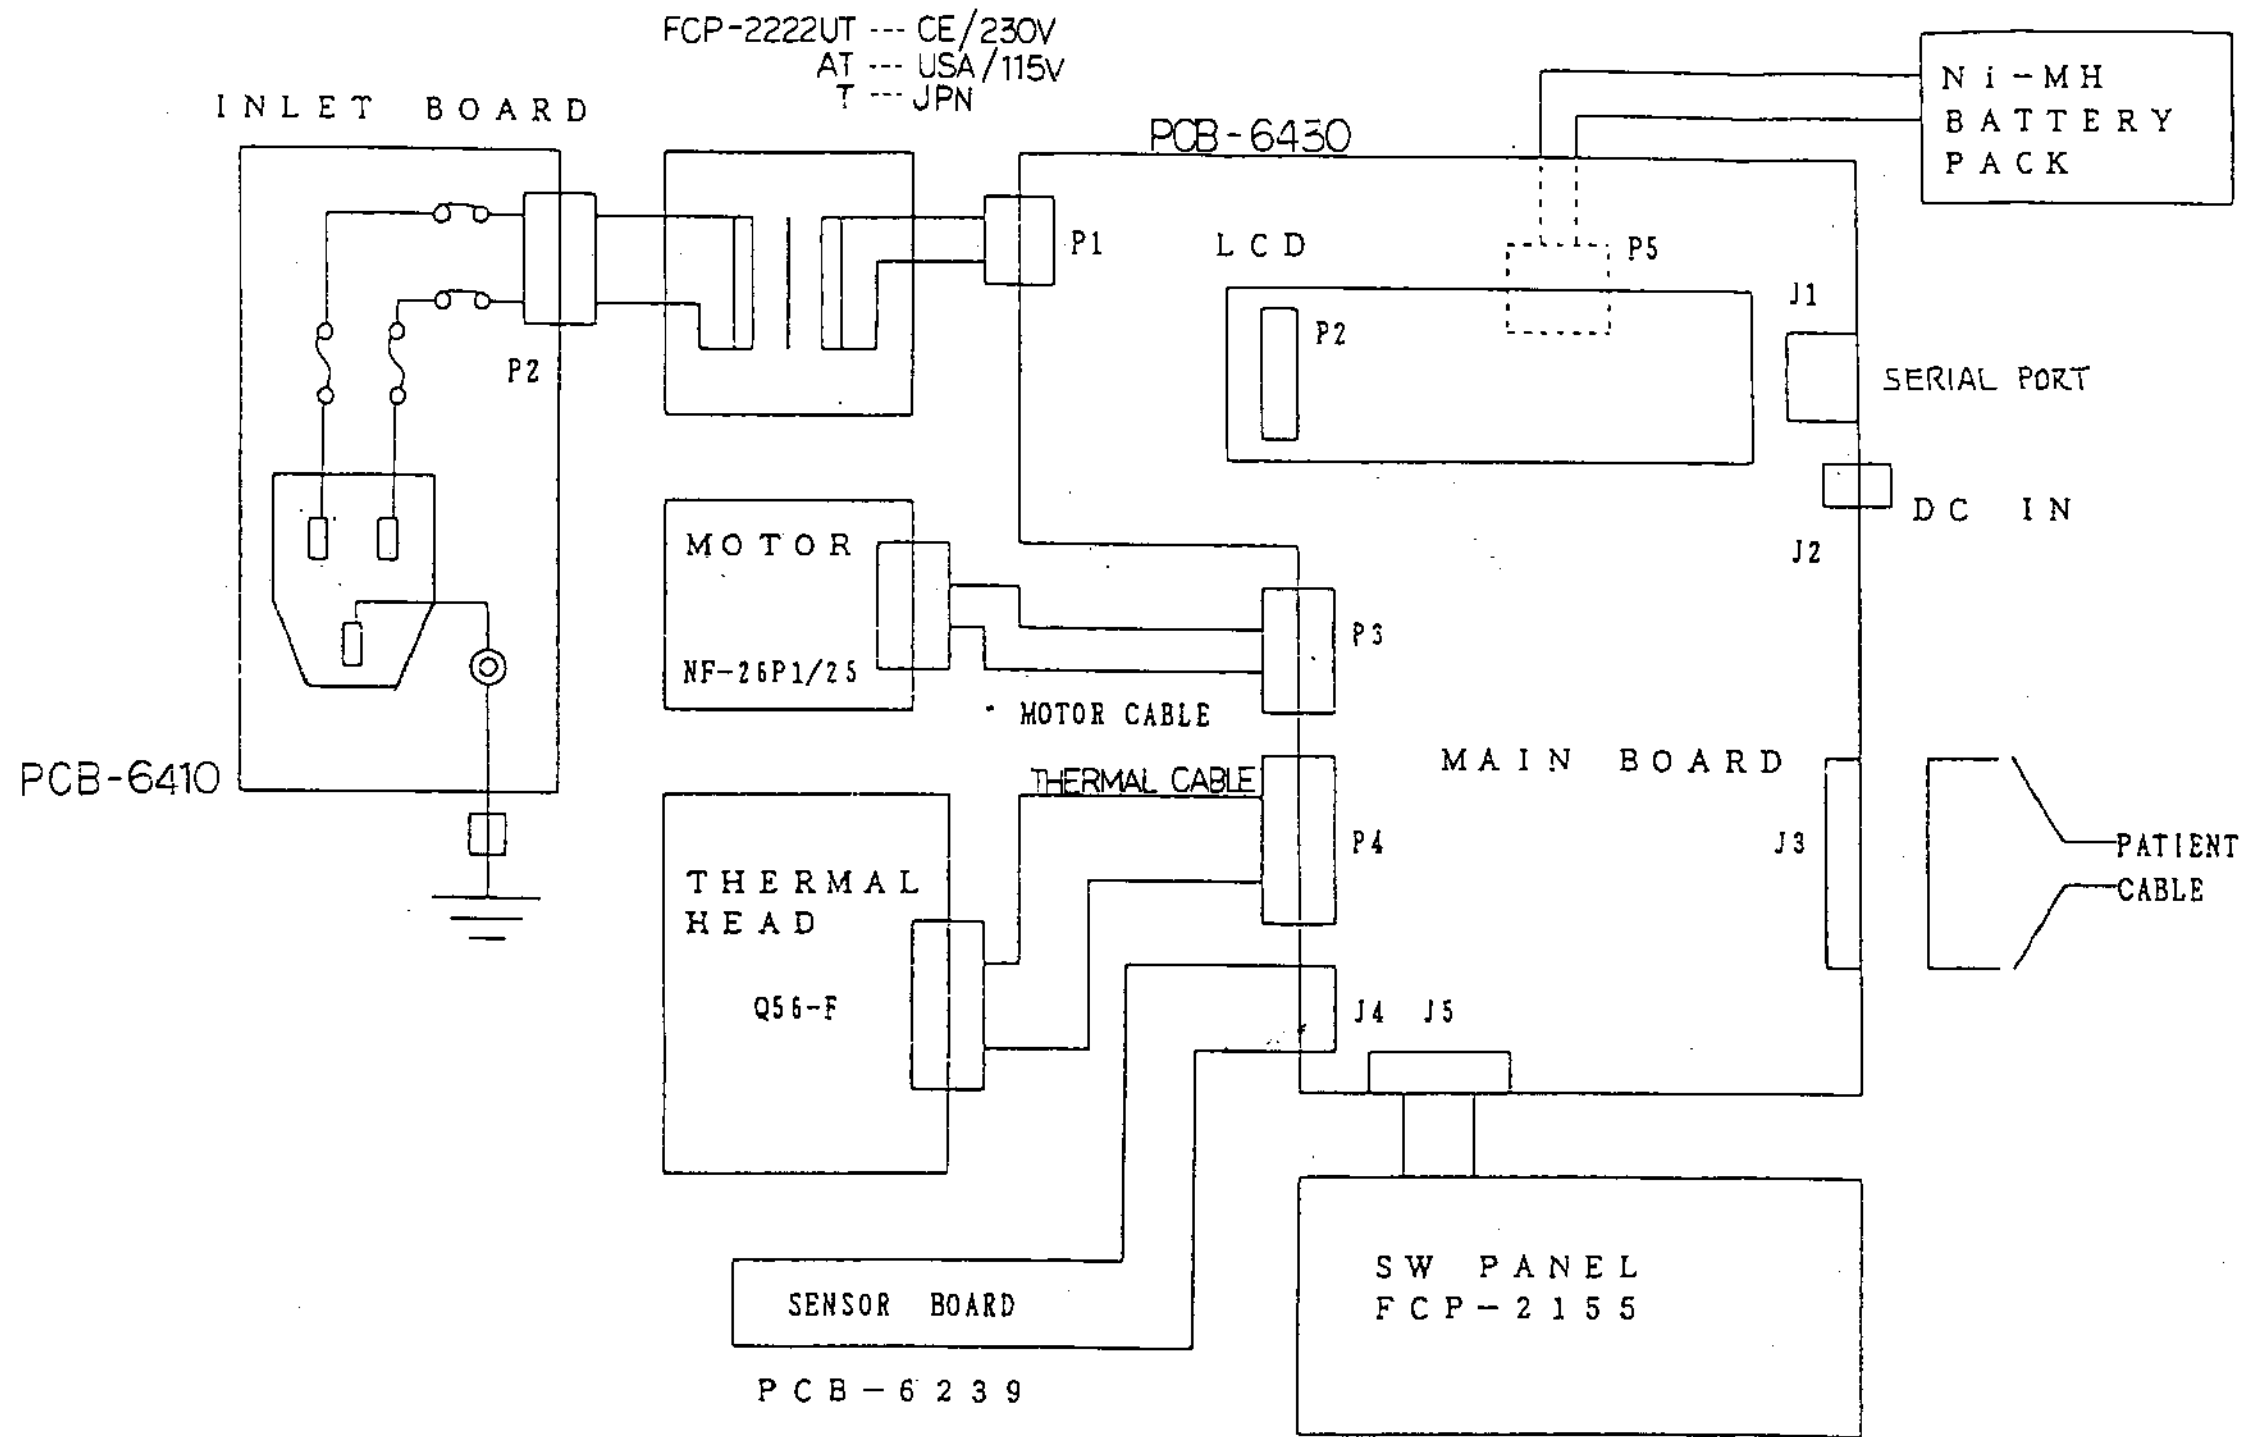 FCP-2222UT --- CE/230V
AT --- USA/115V
T --- JPN
INLET BOARD
PCB-6430
Ni-MH
BATTERY
PACK
P1
LCD
P5
J1
P2
P2
SERIAL PORT
DC IN
J2
MOTOR
P3
NF-26P1/25
MOTOR CABLE
MAIN BOARD
PCB-6410
THERMAL CABLE
P4
J3
PATIENT
CABLE
THERMAL
HEAD
Q56-F
J4 J5
SENSOR BOARD
PCB-6239
SW PANEL
FCP-2155